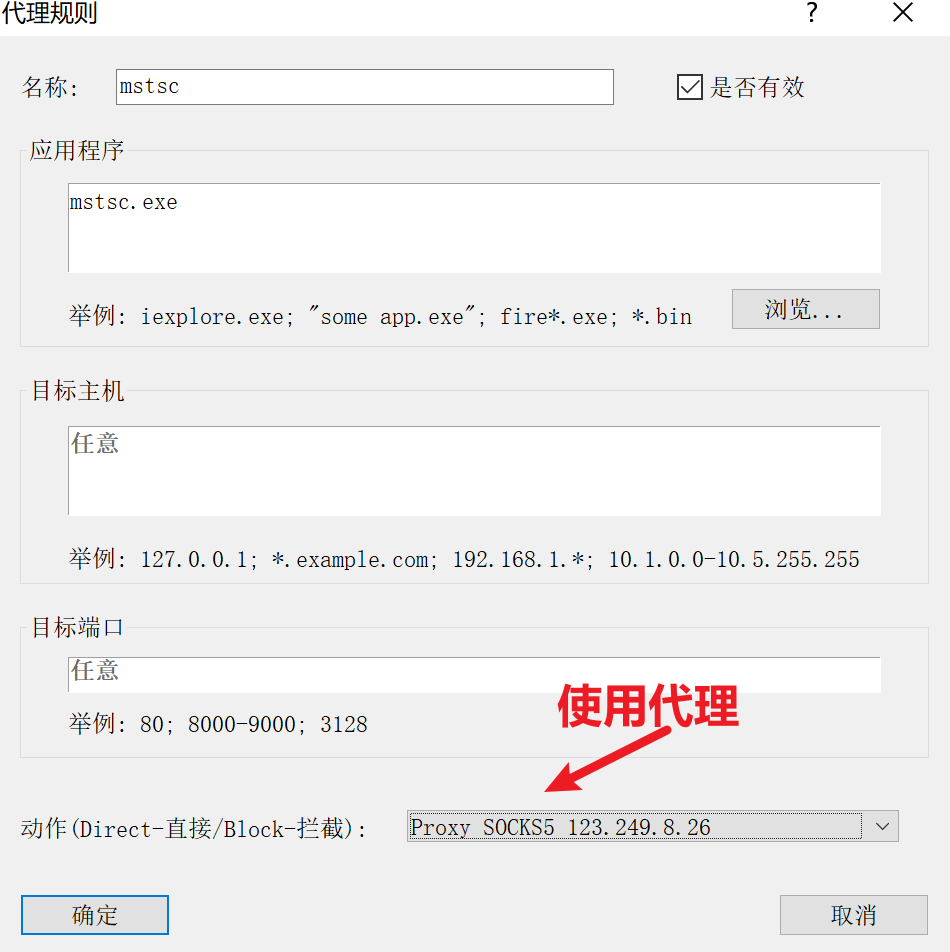 代理规则
名称: mstsc 是否有效
应用程序
mstsc.exe
举例: iexplore.exe; "some app.exe"; fire*.exe; *.bin 浏览...
目标主机
任意
举例: 127.0.0.1; *.example.com; 192.168.1.*; 10.1.0.0-10.5.255.255
目标端口
任意
举例: 80; 8000-9000; 3128
使用代理
动作(Direct-直接/Block-拦截): Proxy SOCKS5 123.249.8.26
确定 取消